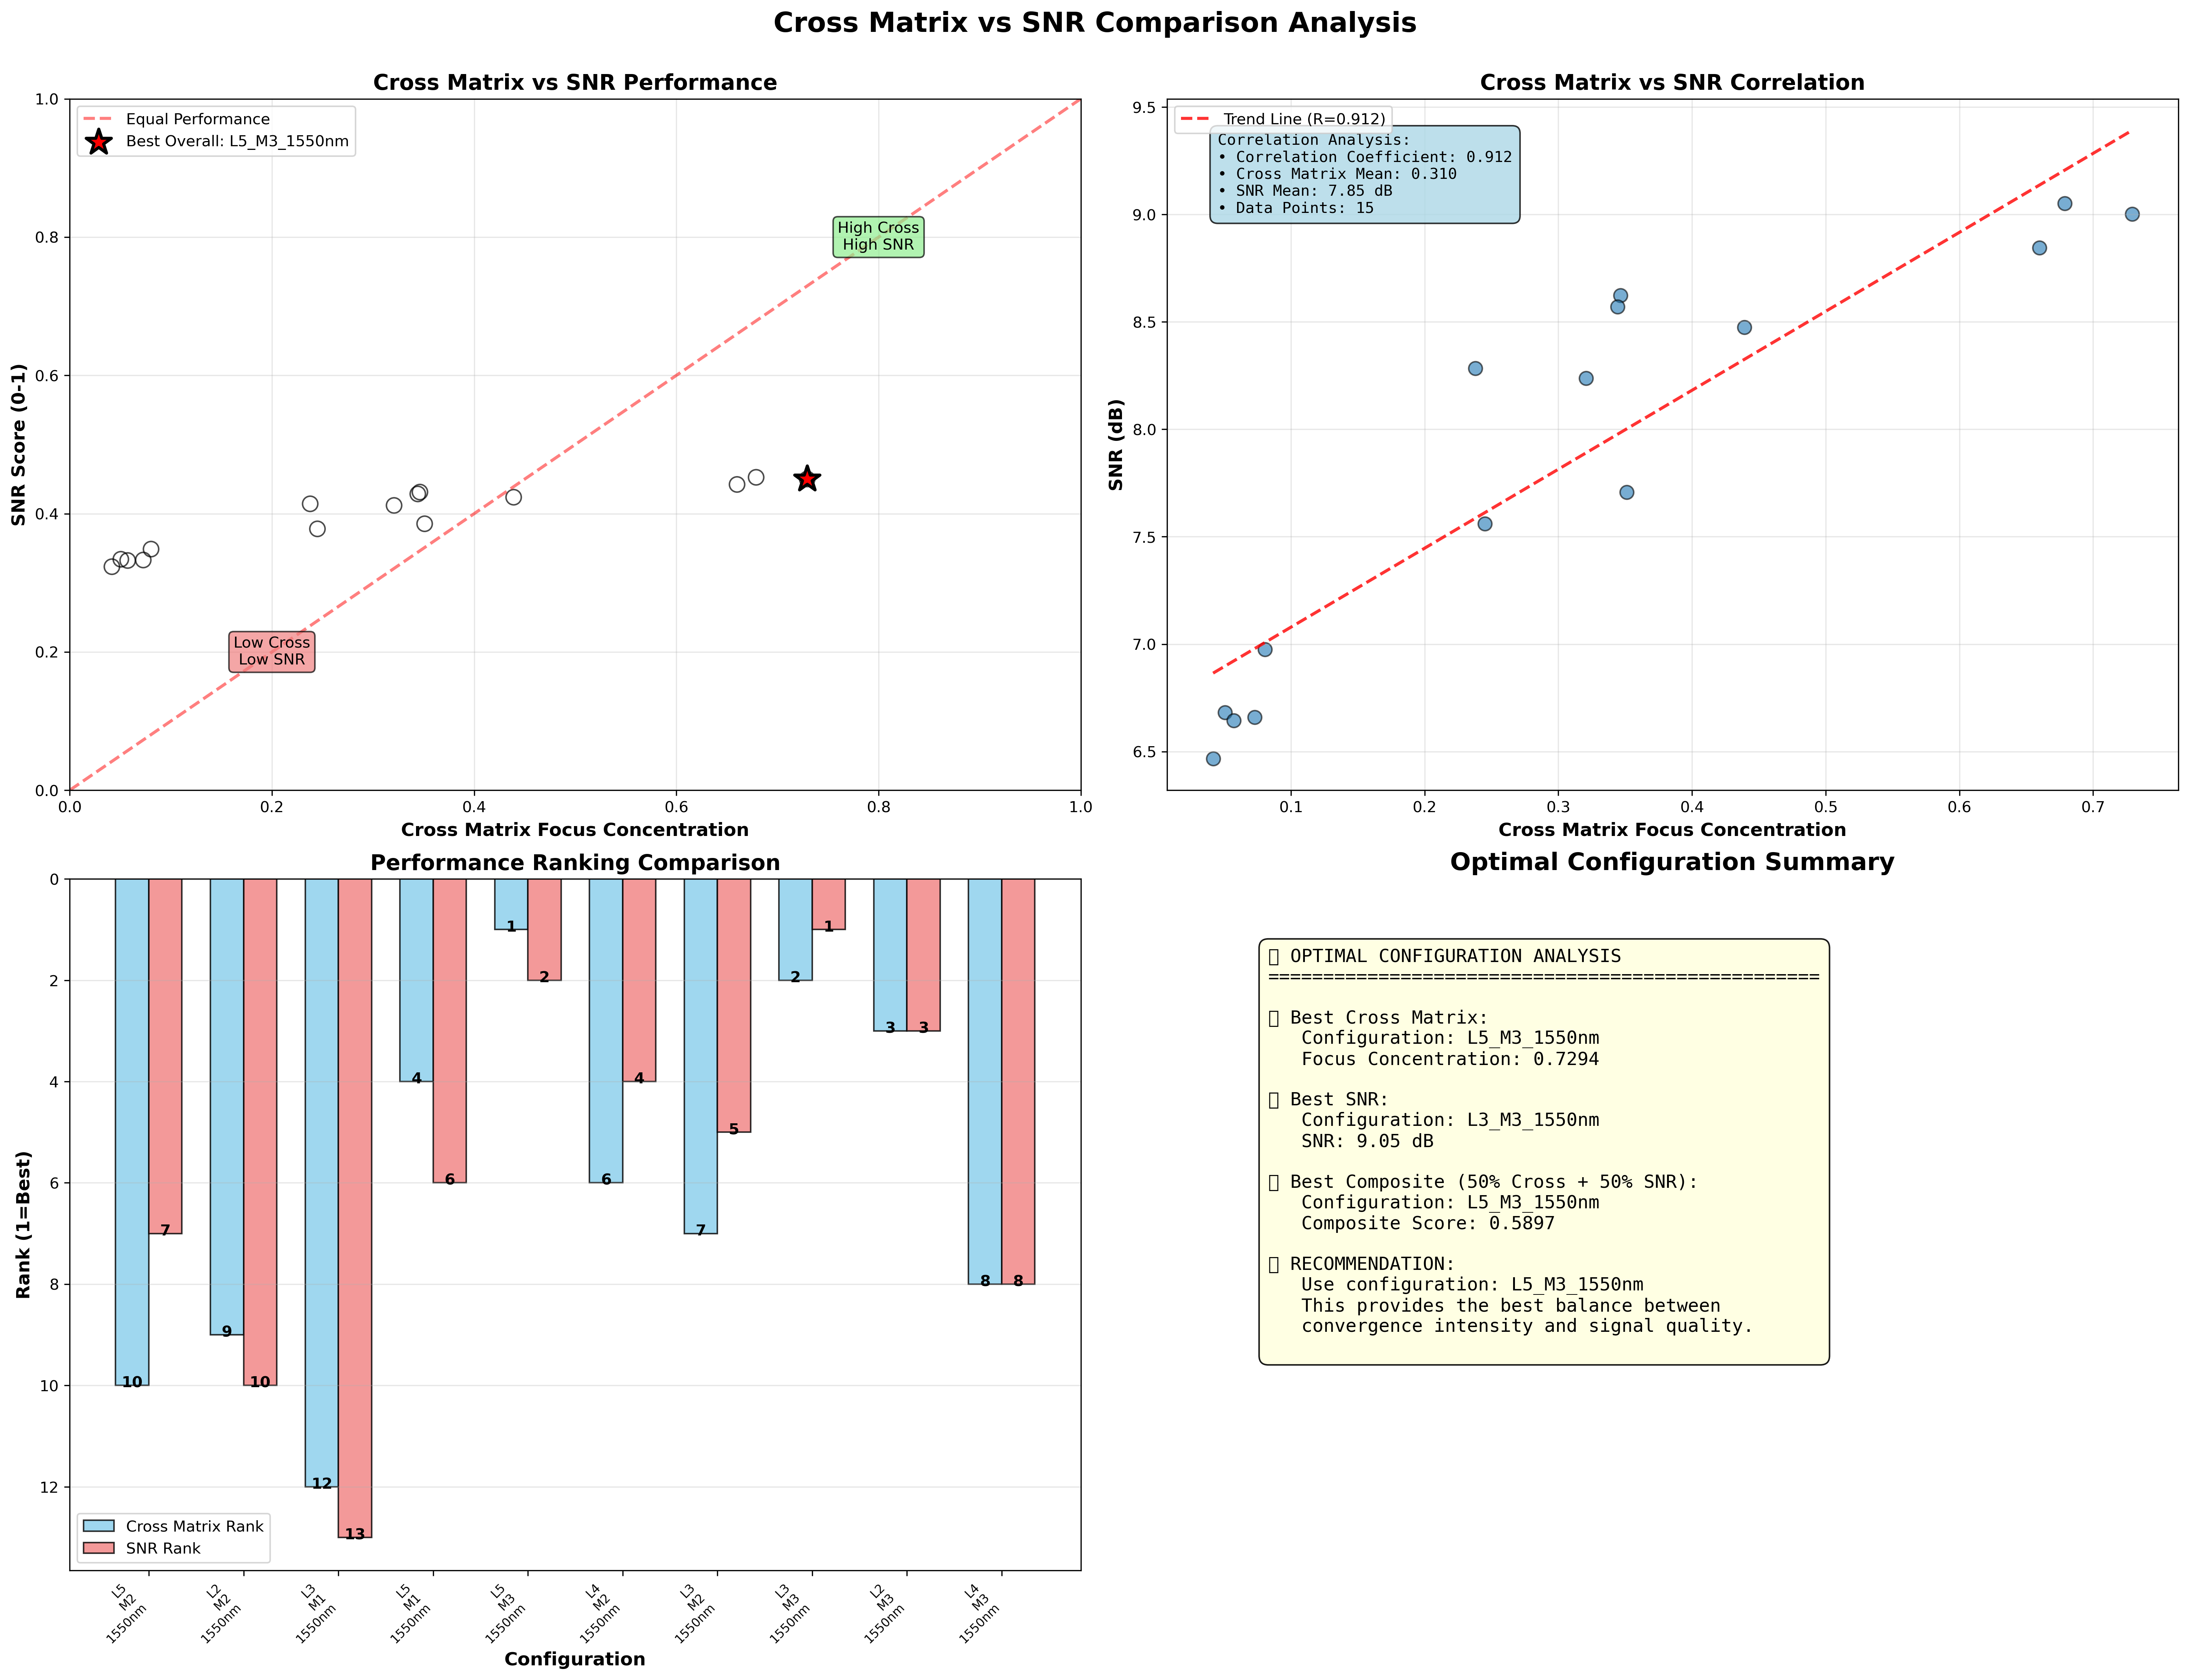 Cross Matrix vs SNR Comparison Analysis
Cross Matrix vs SNR Performance
Equal Performance
Best Overall: L5_M3_1550nm
High Cross
High SNR
Low Cross
Low SNR
SNR Score (0-1)
1.0
0.8
0.6
0.4
0.2
0.0
0.0 0.2 0.4 0.6 0.8 1.0
Cross Matrix Focus Concentration
Cross Matrix vs SNR Correlation
Trend Line (R=0.912)
Correlation Analysis:
• Correlation Coefficient: 0.912
• Cross Matrix Mean: 0.310
• SNR Mean: 7.85 dB
• Data Points: 15
SNR (dB)
9.5
9.0
8.5
8.0
7.5
7.0
6.5
0.1 0.2 0.3 0.4 0.5 0.6 0.7
Cross Matrix Focus Concentration
Performance Ranking Comparison
Rank (1=Best)
0
2
4
6
8
10
12
10 7
9 10
12 13
4 6
1 2
6 4
7 5
2 1
3 3
8 8
Cross Matrix Rank
SNR Rank
L5
M2
1550nm
L2
M2
1550nm
L3
M1
1550nm
L5
M1
1550nm
L5
M3
1550nm
L4
M2
1550nm
L3
M2
1550nm
L3
M3
1550nm
L2
M3
1550nm
L4
M3
1550nm
Configuration
Optimal Configuration Summary
OPTIMAL CONFIGURATION ANALYSIS
==================================================
Best Cross Matrix:
Configuration: L5_M3_1550nm
Focus Concentration: 0.7294
Best SNR:
Configuration: L3_M3_1550nm
SNR: 9.05 dB
Best Composite (50% Cross + 50% SNR):
Configuration: L5_M3_1550nm
Composite Score: 0.5897
RECOMMENDATION:
Use configuration: L5_M3_1550nm
This provides the best balance between
convergence intensity and signal quality.